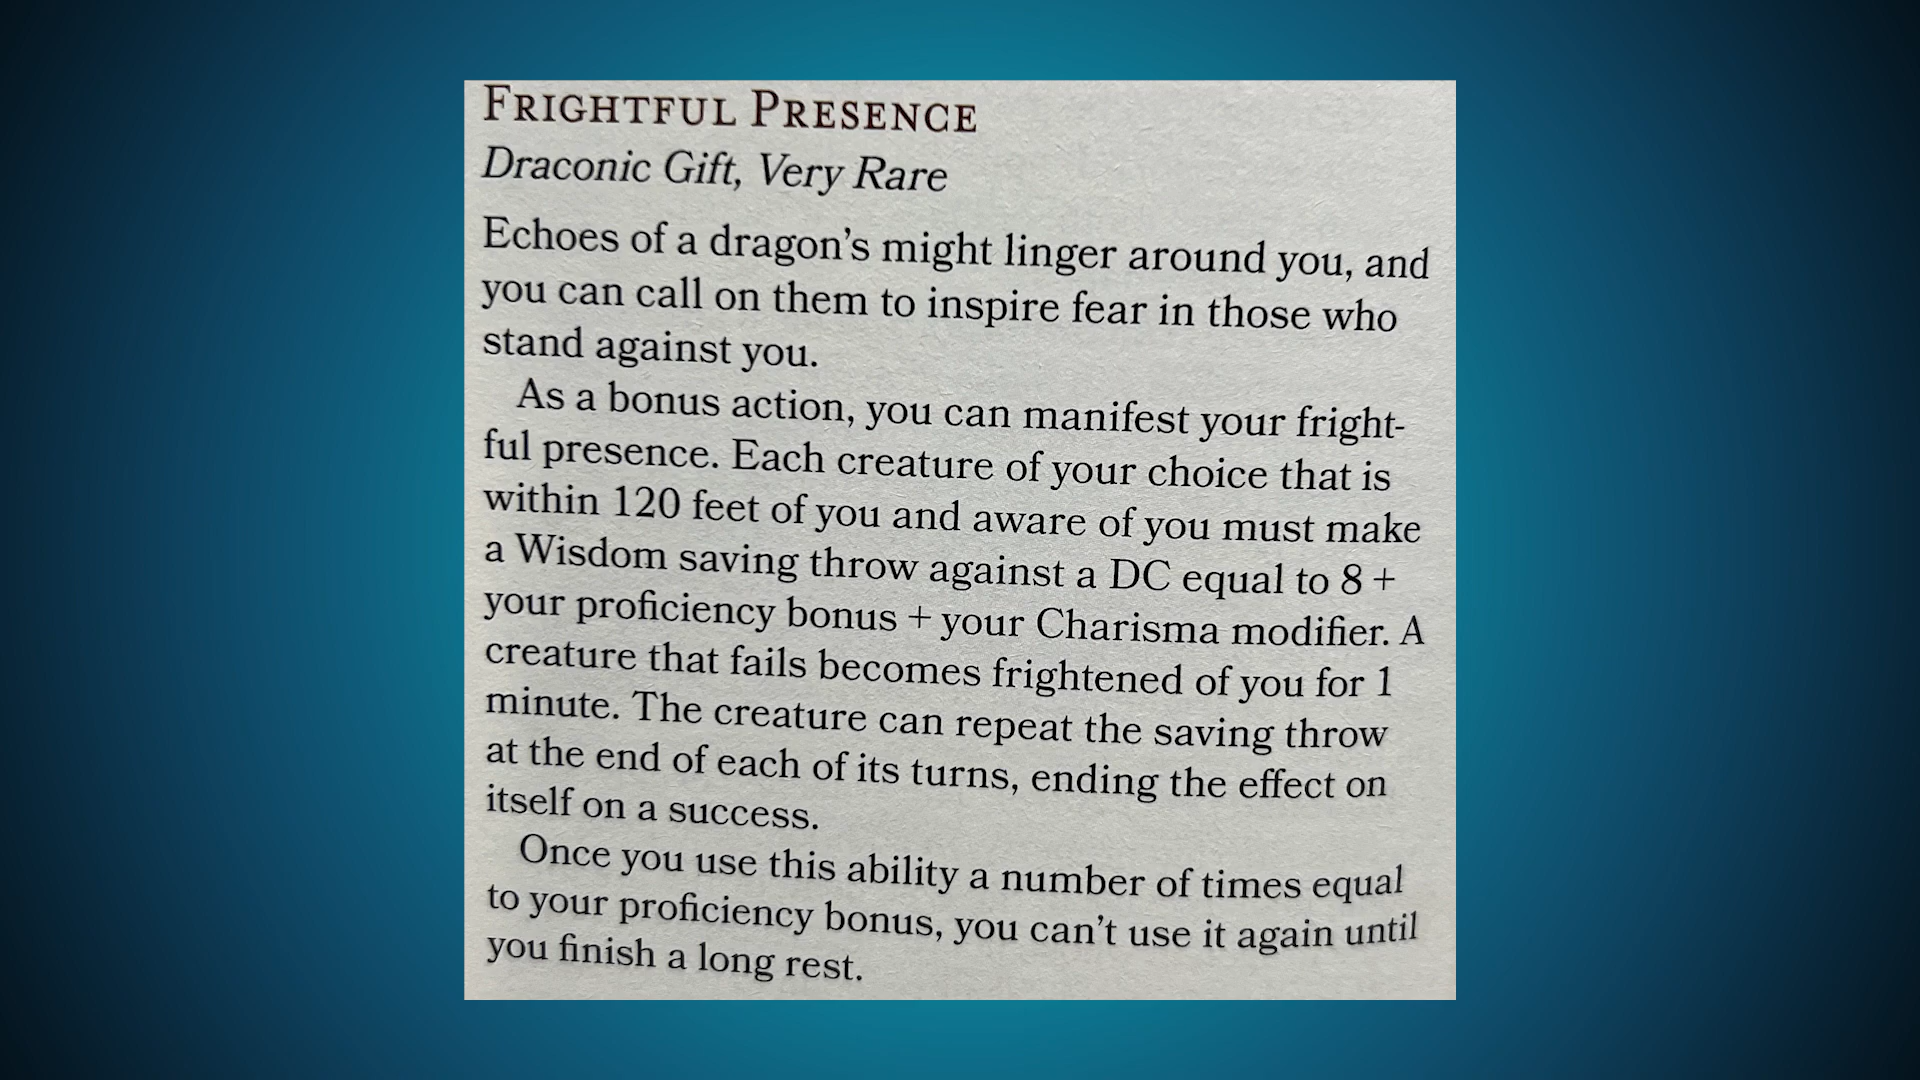 FRIGHTFUL PRESENCE
Draconic Gift, Very Rare
Echoes of a dragon's might linger around you, and
you can call on them to inspire fear in those who
stand against you.
As a bonus action, you can manifest your fright-
ful presence. Each creature of your choice that is
within 120 feet of you and aware of you must make
a Wisdom saving throw against a DC equal to 8 +
your proficiency bonus + your Charisma modifier. A
creature that fails becomes frightened of you for 1
minute. The creature can repeat the saving throw
at the end of each of its turns, ending the effect on
itself on a success.
Once you use this ability a number of times equal
to your proficiency bonus, you can't use it again until
you finish a long rest.